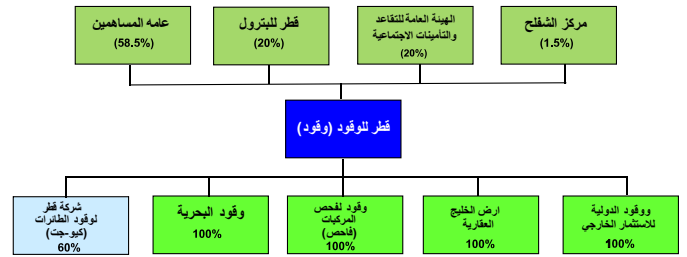 مركز الشفلح
(1.5%)
الهيئة العامة للتقاعد
والتأمينات الاجتماعية
(20%)
قطر للبترول
(20%)
عامه المساهمين
(58.5%)
قطر للوقود (وقود)
ووقود الدولية
للاستثمار الخارجي
100%
ارض الخليج
العقارية
100%
وقود لفحص
المركبات
(فاحص)
100%
وقود البحرية
100%
شركة قطر
لوقود الطائرات
(كيو-جت)
60%